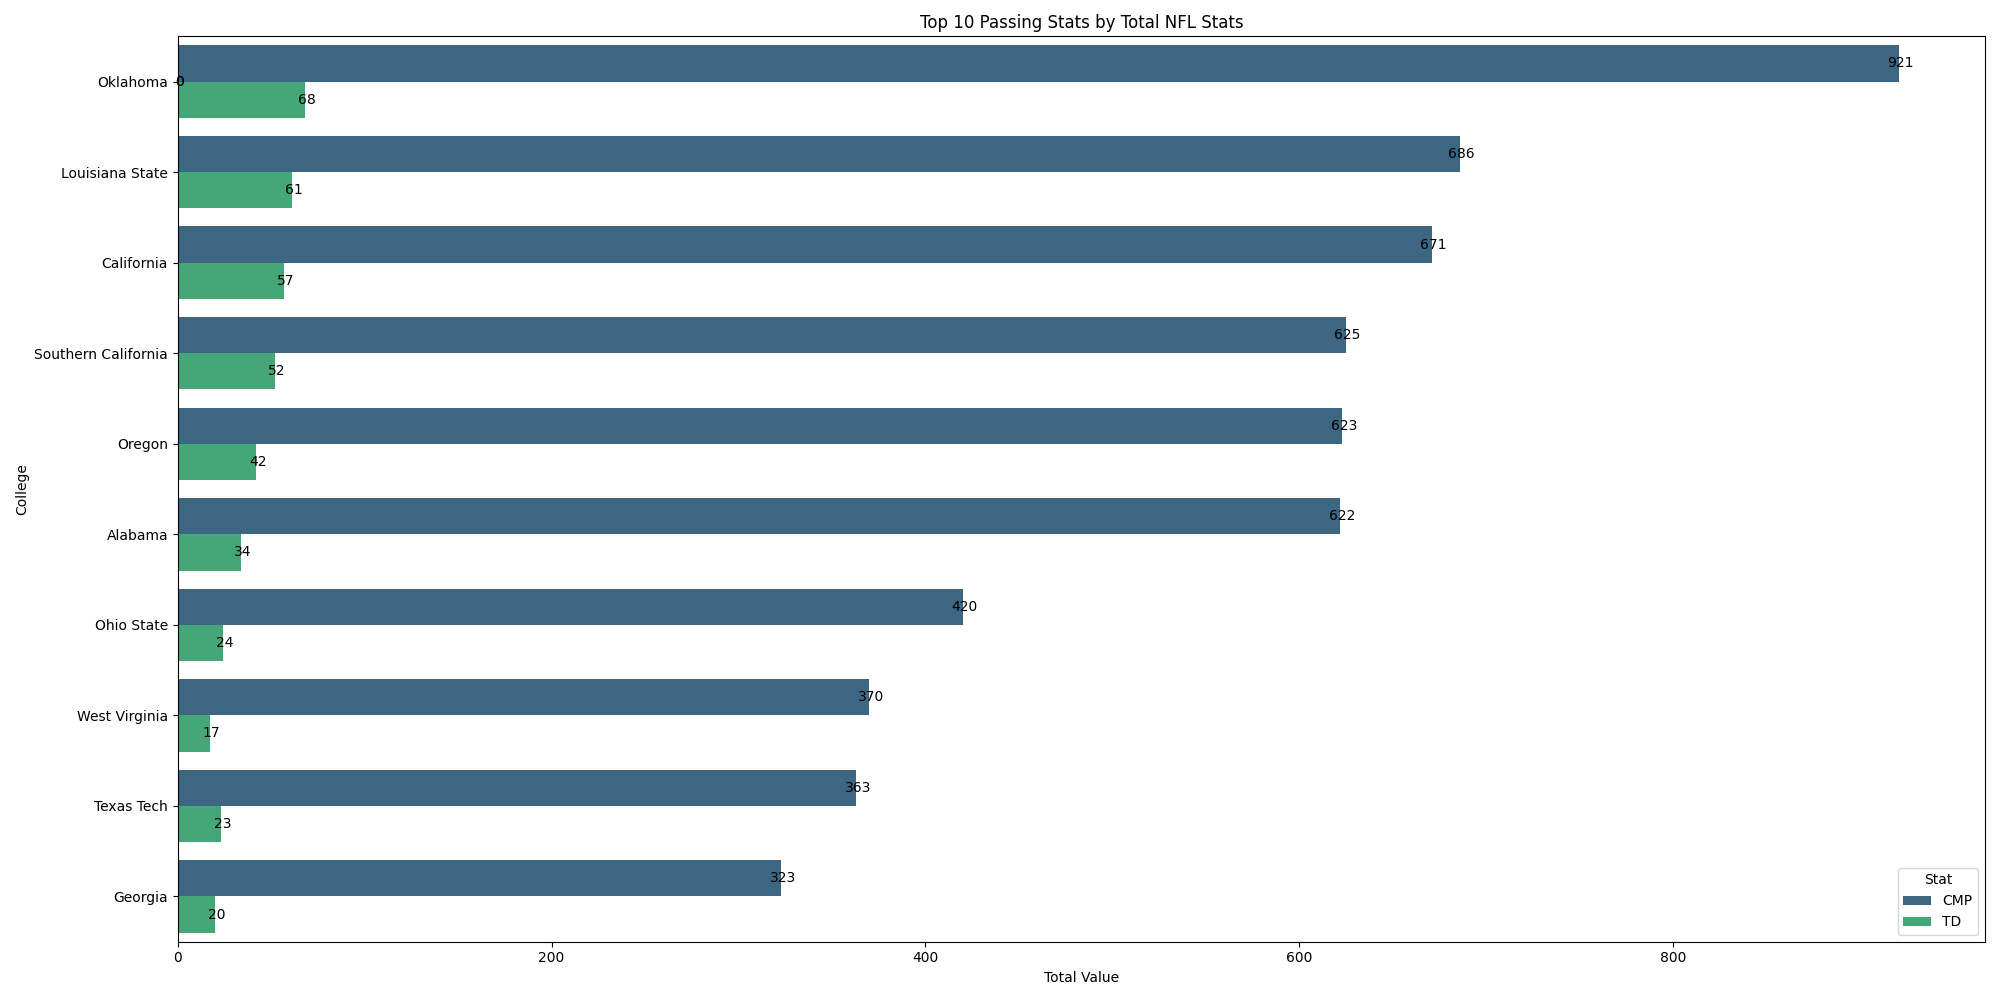 Top 10 Passing Stats by Total NFL Stats
College
Oklahoma
0
921
68
Louisiana State
686
61
California
671
57
Southern California
625
52
Oregon
623
42
Alabama
622
34
Ohio State
420
24
West Virginia
370
17
Texas Tech
363
23
Georgia
323
20
Stat
CMP
TD
0 200 400 600 800
Total Value